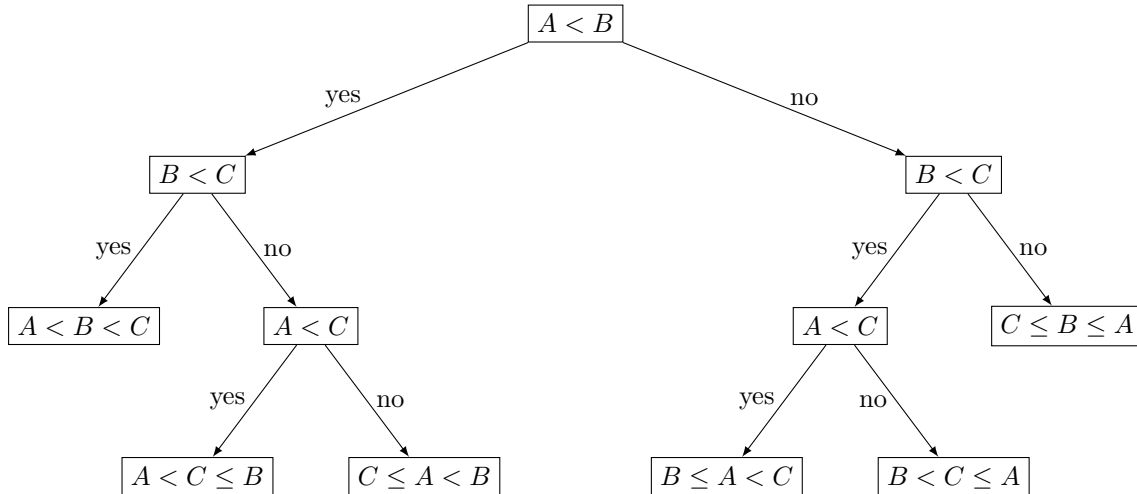 A < B
yes
no
B < C
B < C
yes
no
yes
no
A < B < C
A < C
A < C
C ≤ B ≤ A
yes
no
yes
no
A < C ≤ B
C ≤ A < B
B ≤ A < C
B < C ≤ A